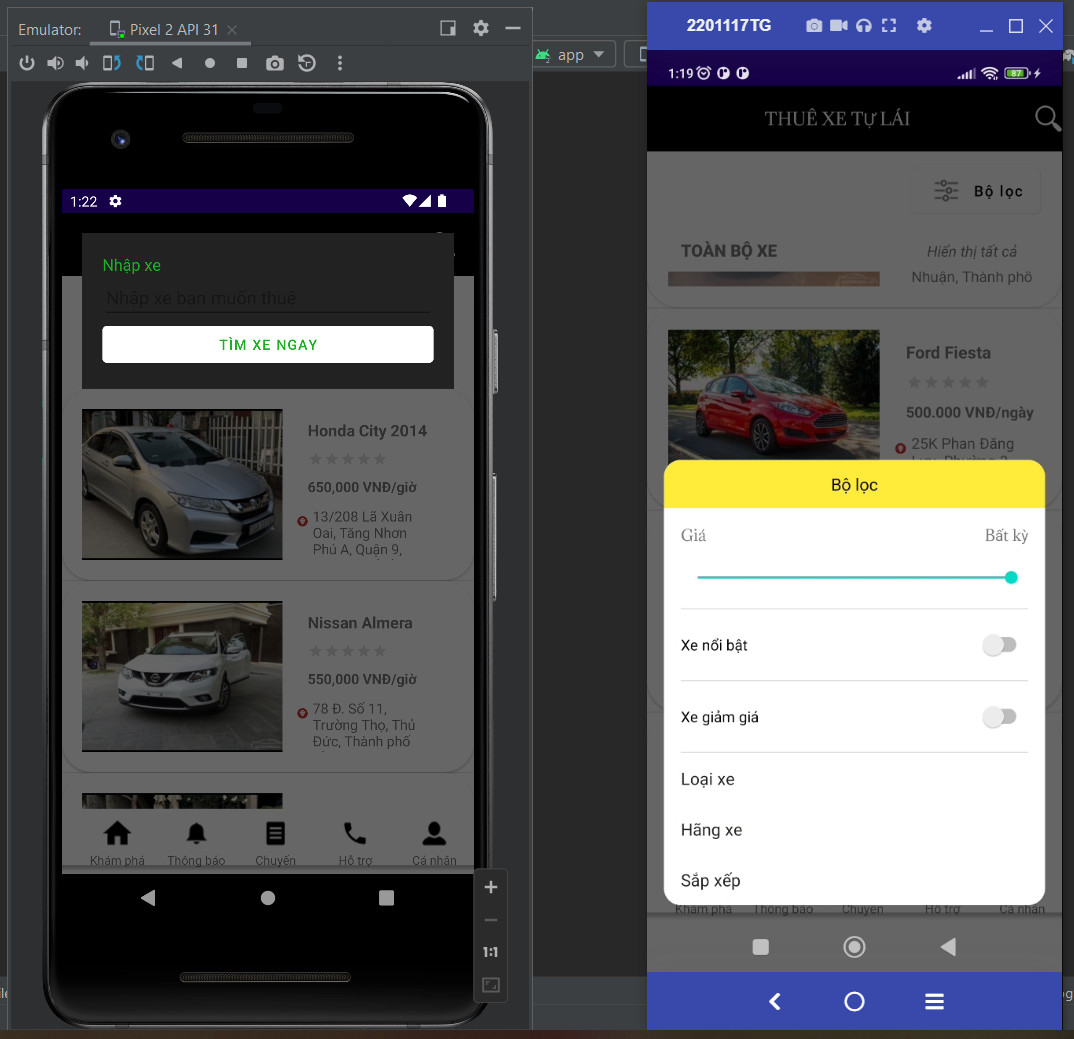 Emulator:
Pixel 2 API 31
1:22
Nhập xe
Nhập xe bạn muốn thuê
TÌM XE NGAY
Honda City 2014
650,000 VNĐ/giờ
13/208 Lã Xuân
Oai, Tăng Nhơn
Phú A, Quận 9,
Nissan Almera
550,000 VNĐ/giờ
78 Đ. Số 11,
Trường Thọ, Thủ
Đức, Thành phố
Khám phá
Thông báo
Chuyến
Hỗ trợ
Cá nhân
1:1
app
2201117TG
1:19
87
THUÊ XE TỰ LÁI
Bộ lọc
TOÀN BỘ XE
Hiển thị tất cả
Nhuận, Thành phố
Ford Fiesta
500.000 VNĐ/ngày
25K Phan Đăng
Lưu, Phường 3
Bộ lọc
Giá
Bất kỳ
Xe nổi bật
Xe giảm giá
Loại xe
Hãng xe
Sắp xếp
Khám phá
Thông báo
Chuyến
Hỗ trợ
Cá nhân